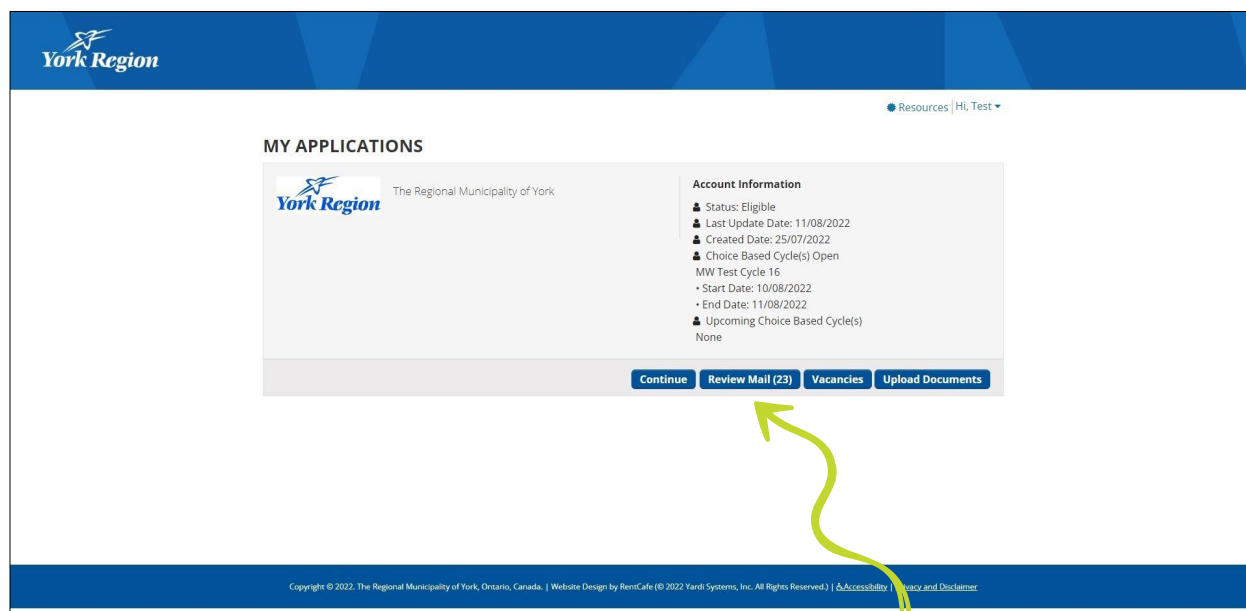 York Region
Resources | Hi, Test
MY APPLICATIONS
York Region
The Regional Municipality of York
Account Information
Status: Eligible
Last Update Date: 11/08/2022
Created Date: 25/07/2022
Choice Based Cycle(s) Open
MW Test Cycle 16
• Start Date: 10/08/2022
• End Date: 11/08/2022
Upcoming Choice Based Cycle(s)
None
Continue Review Mail (23) Vacancies Upload Documents
Copyright © 2022. The Regional Municipality of York, Ontario, Canada. | Website Design by RentCafe (© 2022 Yardi Systems, Inc. All Rights Reserved.) | Accessibility | and Disclaimer